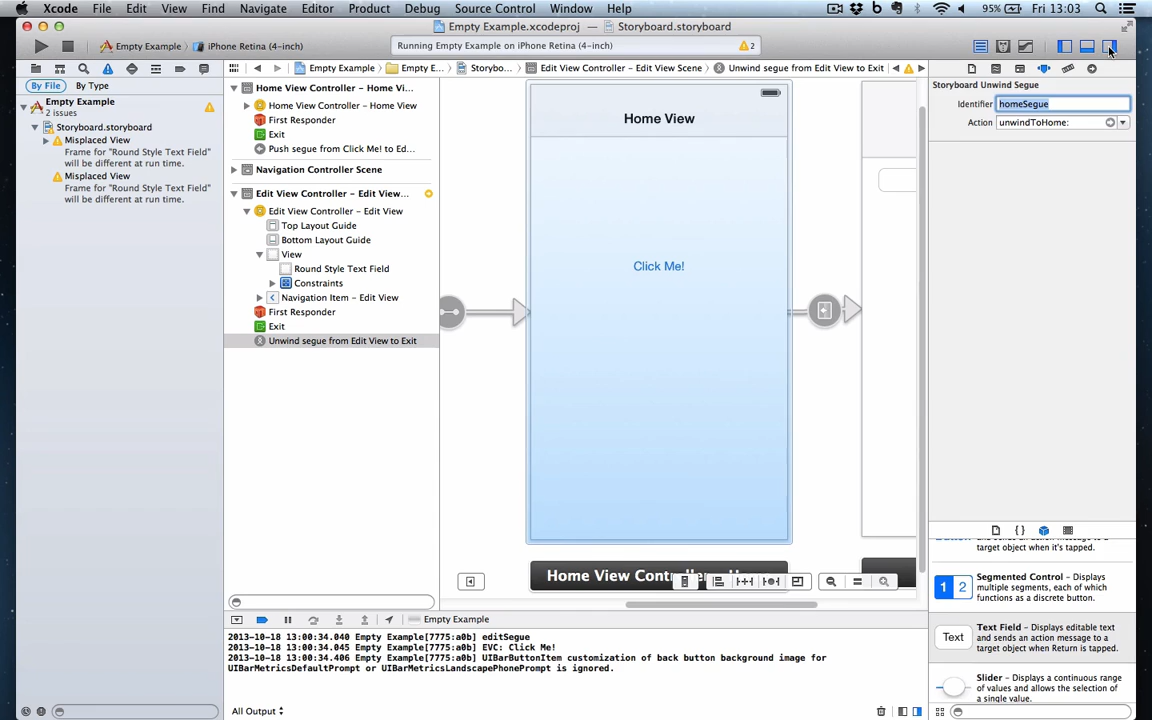 Xcode File Edit View Find Navigate Editor Product Debug Source Control Window Help 95% Fri 13:03
Empty Example.xcodeproj — Storyboard.storyboard
Empty Example iPhone Retina (4-inch) Running Empty Example on iPhone Retina (4-inch) 2
Empty Example Empty E... Storybo... Edit View Controller - Edit View Scene Unwind segue from Edit View to Exit
By File By Type
Empty Example
2 issues
Storyboard.storyboard
Misplaced View
Frame for "Round Style Text Field"
will be different at run time.
Misplaced View
Frame for "Round Style Text Field"
will be different at run time.
Home View Controller - Home Vi...
Home View Controller - Home View
First Responder
Exit
Push segue from Click Me! to Ed...
Navigation Controller Scene
Edit View Controller - Edit View...
Edit View Controller - Edit View
Top Layout Guide
Bottom Layout Guide
View
Round Style Text Field
Constraints
Navigation Item - Edit View
First Responder
Exit
Unwind segue from Edit View to Exit
Home View
Click Me!
Home View Contr
Storyboard Unwind Segue
Identifier homeSegue
Action unwindToHome:
and sends an action message to a
target object when it's tapped.
1 2
Segmented Control - Displays
multiple segments, each of which
functions as a discrete button.
Text
Text Field - Displays editable text
and sends an action message to a
target object when Return is tapped.
Slider - Displays a continuous range
of values and allows the selection of
a single value.
Empty Example
2013-10-18 13:00:34.040 Empty Example[7775:a0b] editSegue
2013-10-18 13:00:34.045 Empty Example[7775:a0b] EVC: Click Me!
2013-10-18 13:00:34.406 Empty Example[7775:a0b] UIBarButtonItem customization of back button background image for
UIBarMetricsDefaultPrompt or UIBarMetricsLandscapePhonePrompt is ignored.
All Output